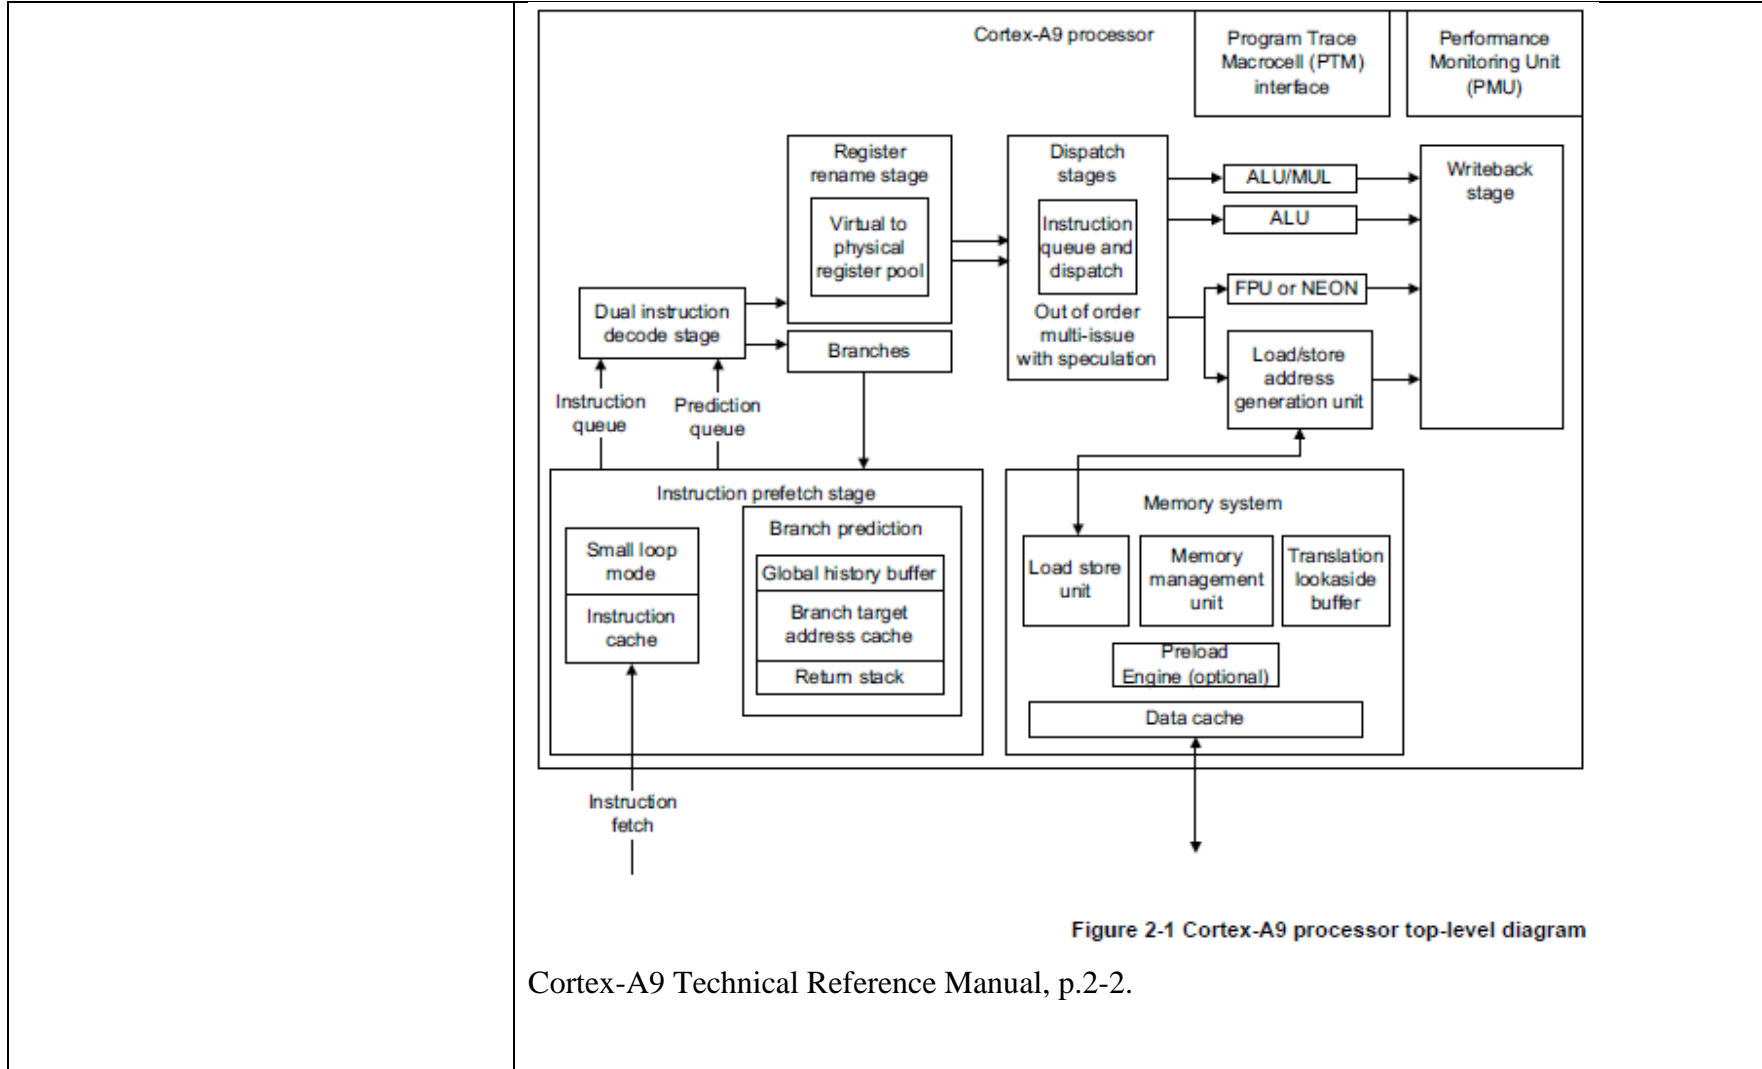 Cortex-A9 processor
Program Trace
Macrocell (PTM)
interface
Performance
Monitoring Unit
(PMU)
Register
rename stage
Virtual to
physical
register pool
Dispatch
stages
Instruction
queue and
dispatch
Out of order
multi-issue
with speculation
ALU/MUL
ALU
FPU or NEON
Load/store
address
generation unit
Writeback
stage
Dual instruction
decode stage
Branches
Instruction
queue
Prediction
queue
Instruction prefetch stage
Small loop
mode
Instruction
cache
Branch prediction
Global history buffer
Branch target
address cache
Return stack
Memory system
Load store
unit
Memory
management
unit
Translation
lookaside
buffer
Preload
Engine (optional)
Data cache
Instruction
fetch
Figure 2-1 Cortex-A9 processor top-level diagram
Cortex-A9 Technical Reference Manual, p.2-2.